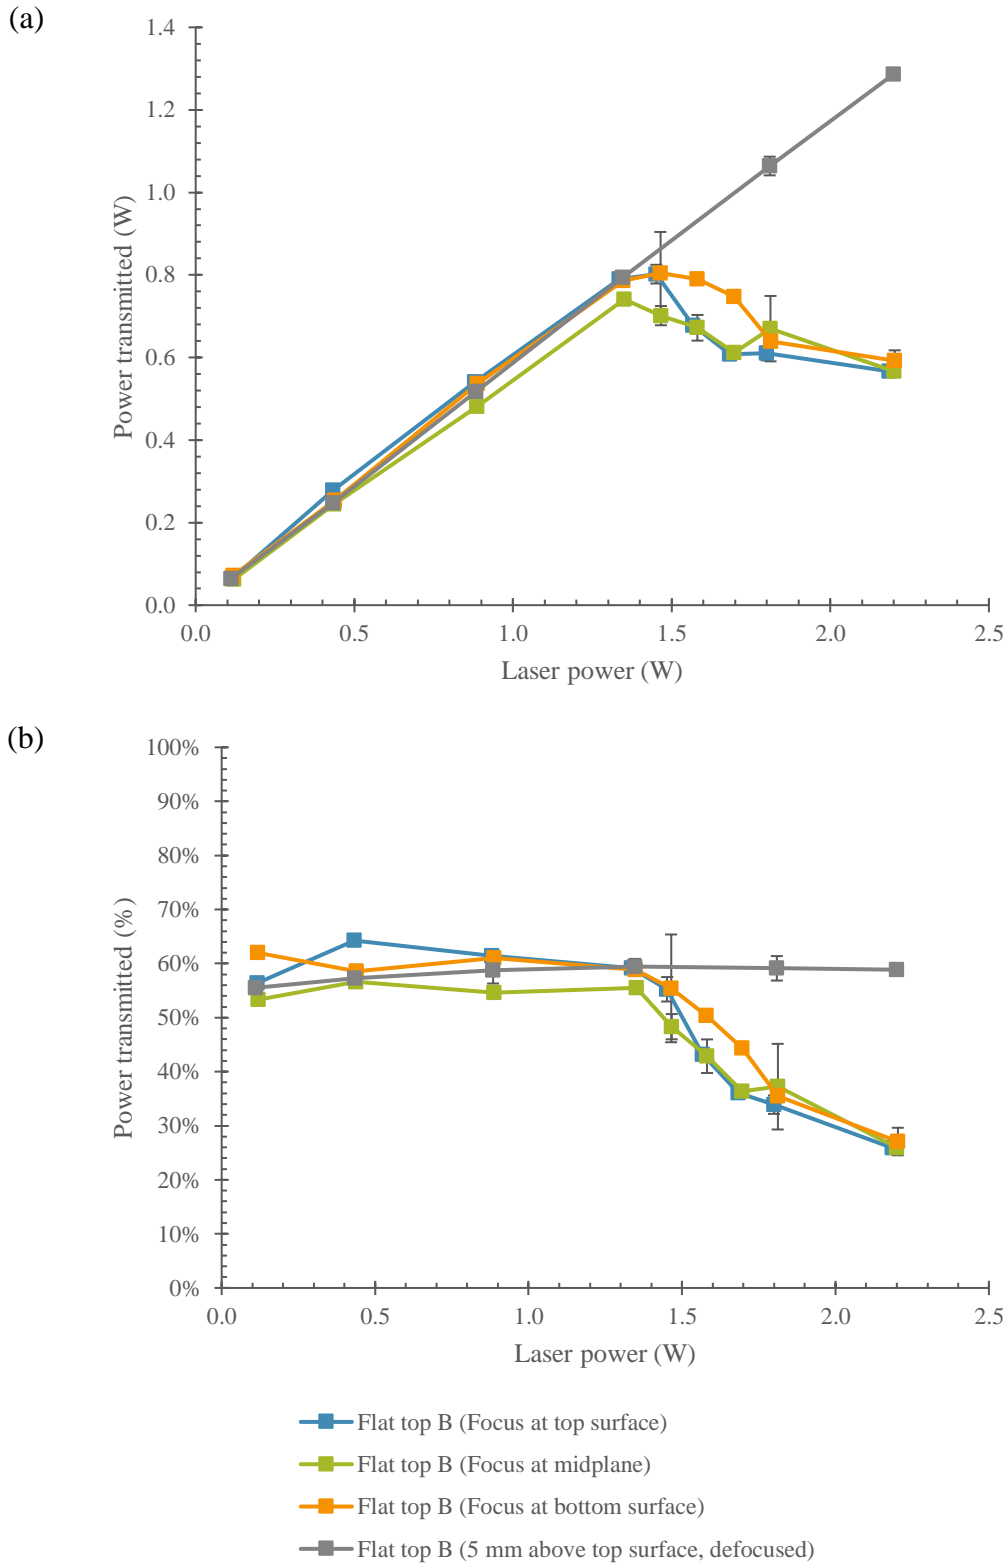 (a)
1.4
1.2
1.0
0.8
0.6
0.4
0.2
0.0
Power transmitted (W)
0.0 0.5 1.0 1.5 2.0 2.5
Laser power (W)
(b)
100%
90%
80%
70%
60%
50%
40%
30%
20%
10%
0%
Power transmitted (%)
0.0 0.5 1.0 1.5 2.0 2.5
Laser power (W)
Flat top B (Focus at top surface)
Flat top B (Focus at midplane)
Flat top B (Focus at bottom surface)
Flat top B (5 mm above top surface, defocused)